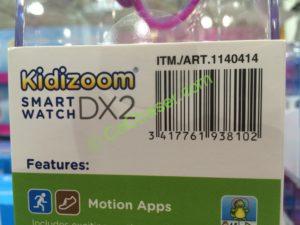 ITM./ART.1140414
Kidizoom®
SMART
WATCH DX2
3 417761 938102
Features:
Motion Apps